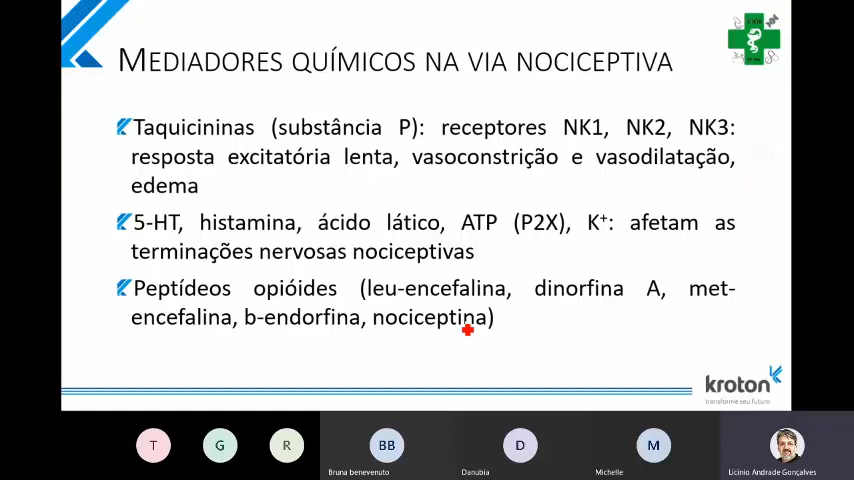 MEDIADORES QUÍMICOS NA VIA NOCICEPTIVA
Taquicininas (substância P): receptores NK1, NK2, NK3:
resposta excitatória lenta, vasoconstrição e vasodilatação,
edema
5-HT, histamina, ácido lático, ATP (P2X), K⁺: afetam as
terminações nervosas nociceptivas
Peptídeos opióides (leu-encefalina, dinorfina A, met-
encefalina, b-endorfina, nociceptina)
kroton
transforme seu futuro
T G R BB D M
Bruna benevenuto Danubia Michelle Licinio Andrade Gonçalves